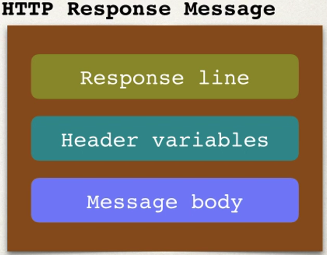 HTTP Response Message
Response line
Header variables
Message body